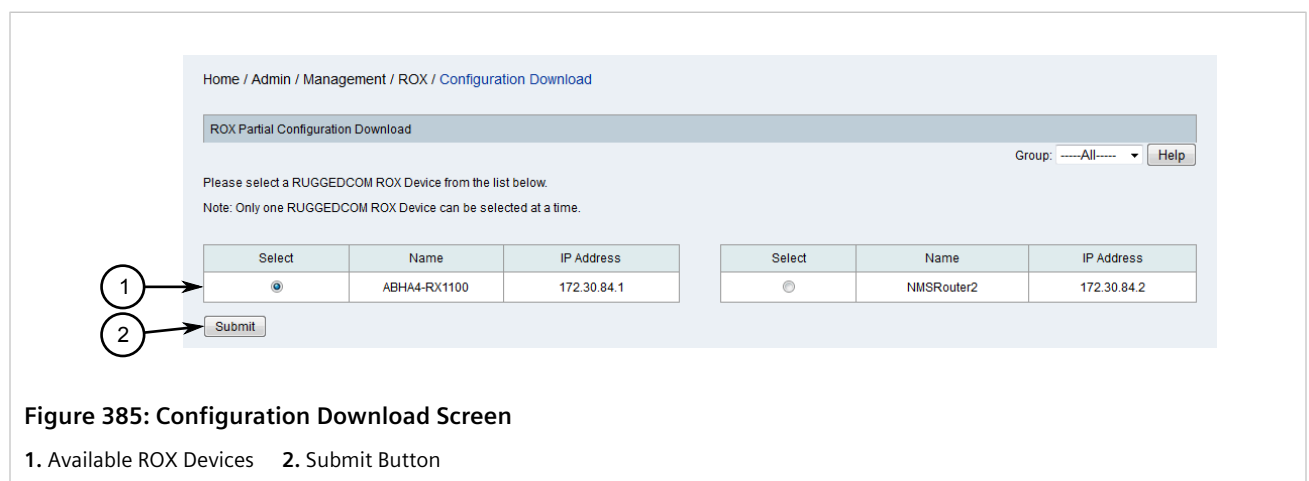 Home / Admin / Management / ROX / Configuration Download
ROX Partial Configuration Download
Group: -----All----- Help
Please select a RUGGEDCOM ROX Device from the list below.
Note: Only one RUGGEDCOM ROX Device can be selected at a time.
Select Name IP Address Select Name IP Address
1 ABHA4-RX1100 172.30.84.1 NMSRouter2 172.30.84.2
2 Submit
Figure 385: Configuration Download Screen
1. Available ROX Devices 2. Submit Button